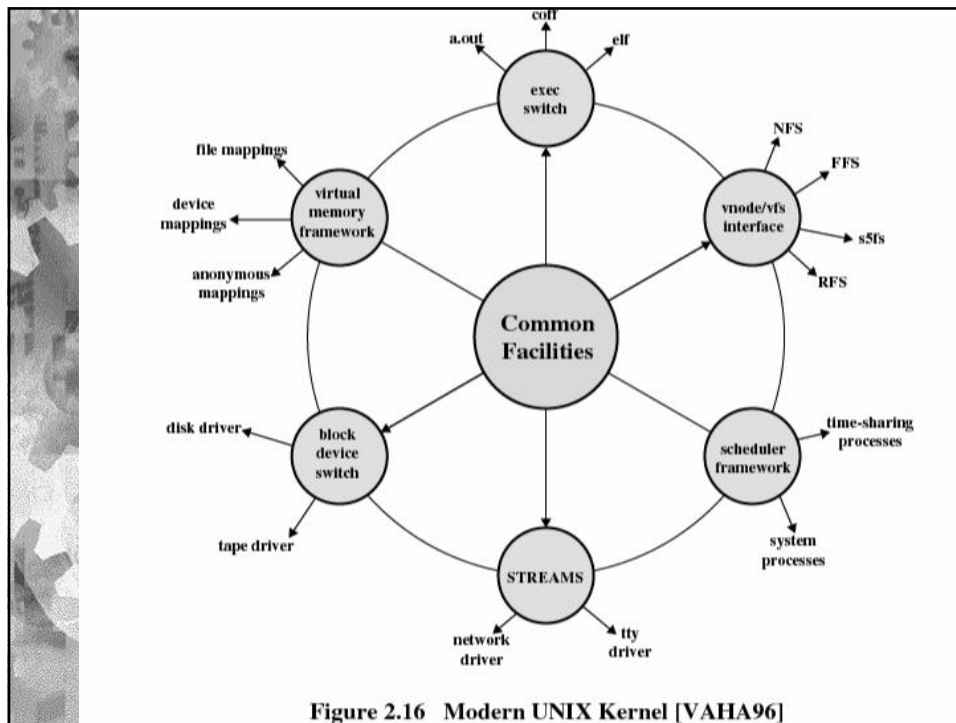 coff
a.out
elf
exec
switch
NFS
FFS
s5fs
RFS
vnode/vfs
interface
file mappings
device
mappings
anonymous
mappings
virtual
memory
framework
Common
Facilities
disk driver
tape driver
block
device
switch
scheduler
framework
time-sharing
processes
system
processes
STREAMS
network
driver
tty
driver
Figure 2.16 Modern UNIX Kernel [VAHA96]